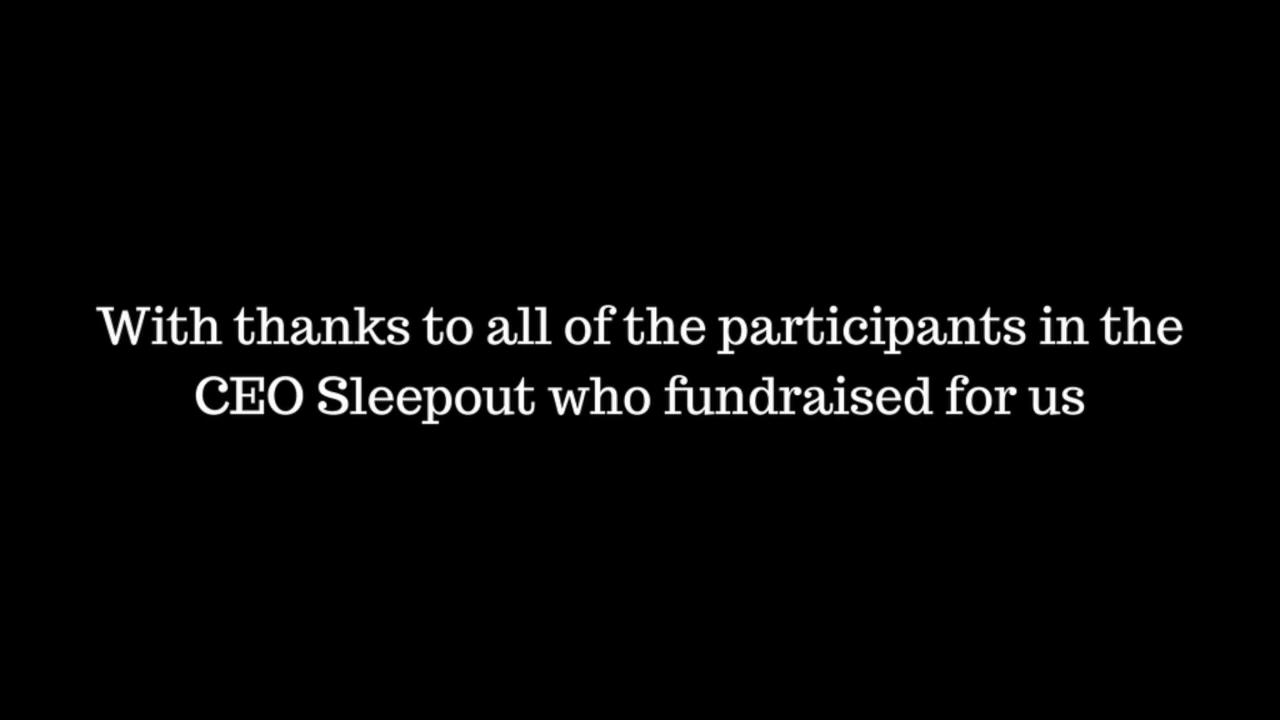 With thanks to all of the participants in the
CEO Sleepout who fundraised for us